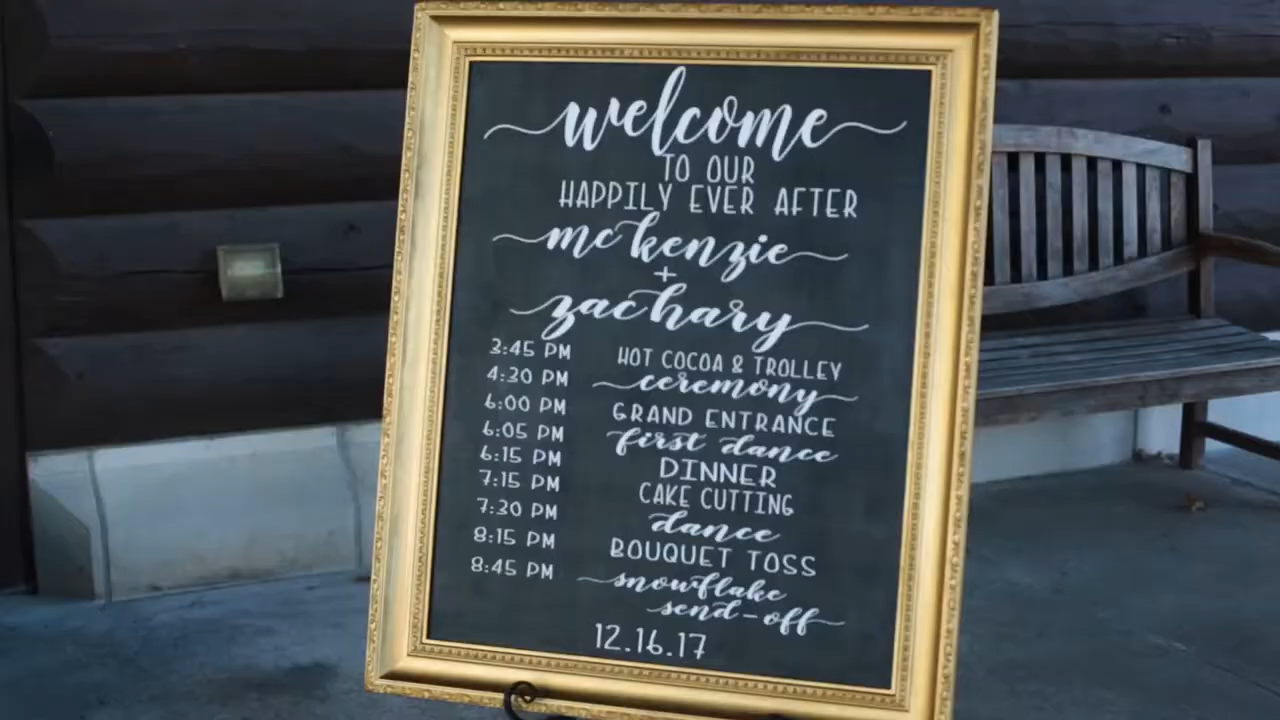 welcome
TO OUR
HAPPILY EVER AFTER
mckenzie
+
zachary
3:45 PM HOT COCOA & TROLLEY
4:30 PM ceremony
6:00 PM GRAND ENTRANCE
6:05 PM first dance
6:15 PM DINNER
7:15 PM CAKE CUTTING
7:30 PM dance
8:15 PM BOUQUET TOSS
8:45 PM snowflake
send-off
12.16.17